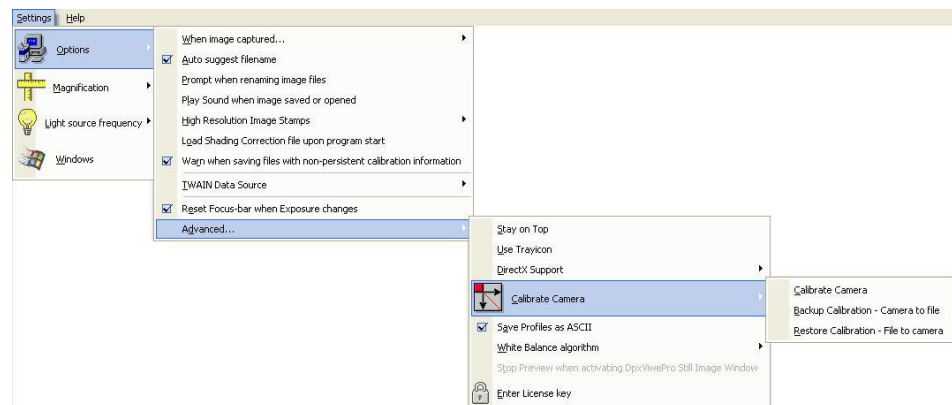 Settings Help
Options
Magnification
Light source frequency
Windows
When image captured...
Auto suggest filename
Prompt when renaming image files
Play Sound when image saved or opened
High Resolution Image Stamps
Load Shading Correction file upon program start
Warn when saving files with non-persistent calibration information
TWAIN Data Source
Reset Focus-bar when Exposure changes
Advanced...
Stay on Top
Use Trayicon
DirectX Support
Calibrate Camera
Save Profiles as ASCII
White Balance algorithm
Stop Preview when activating DpxViwePro Still Image Window
Enter License key
Calibrate Camera
Backup Calibration - Camera to file
Restore Calibration - File to camera